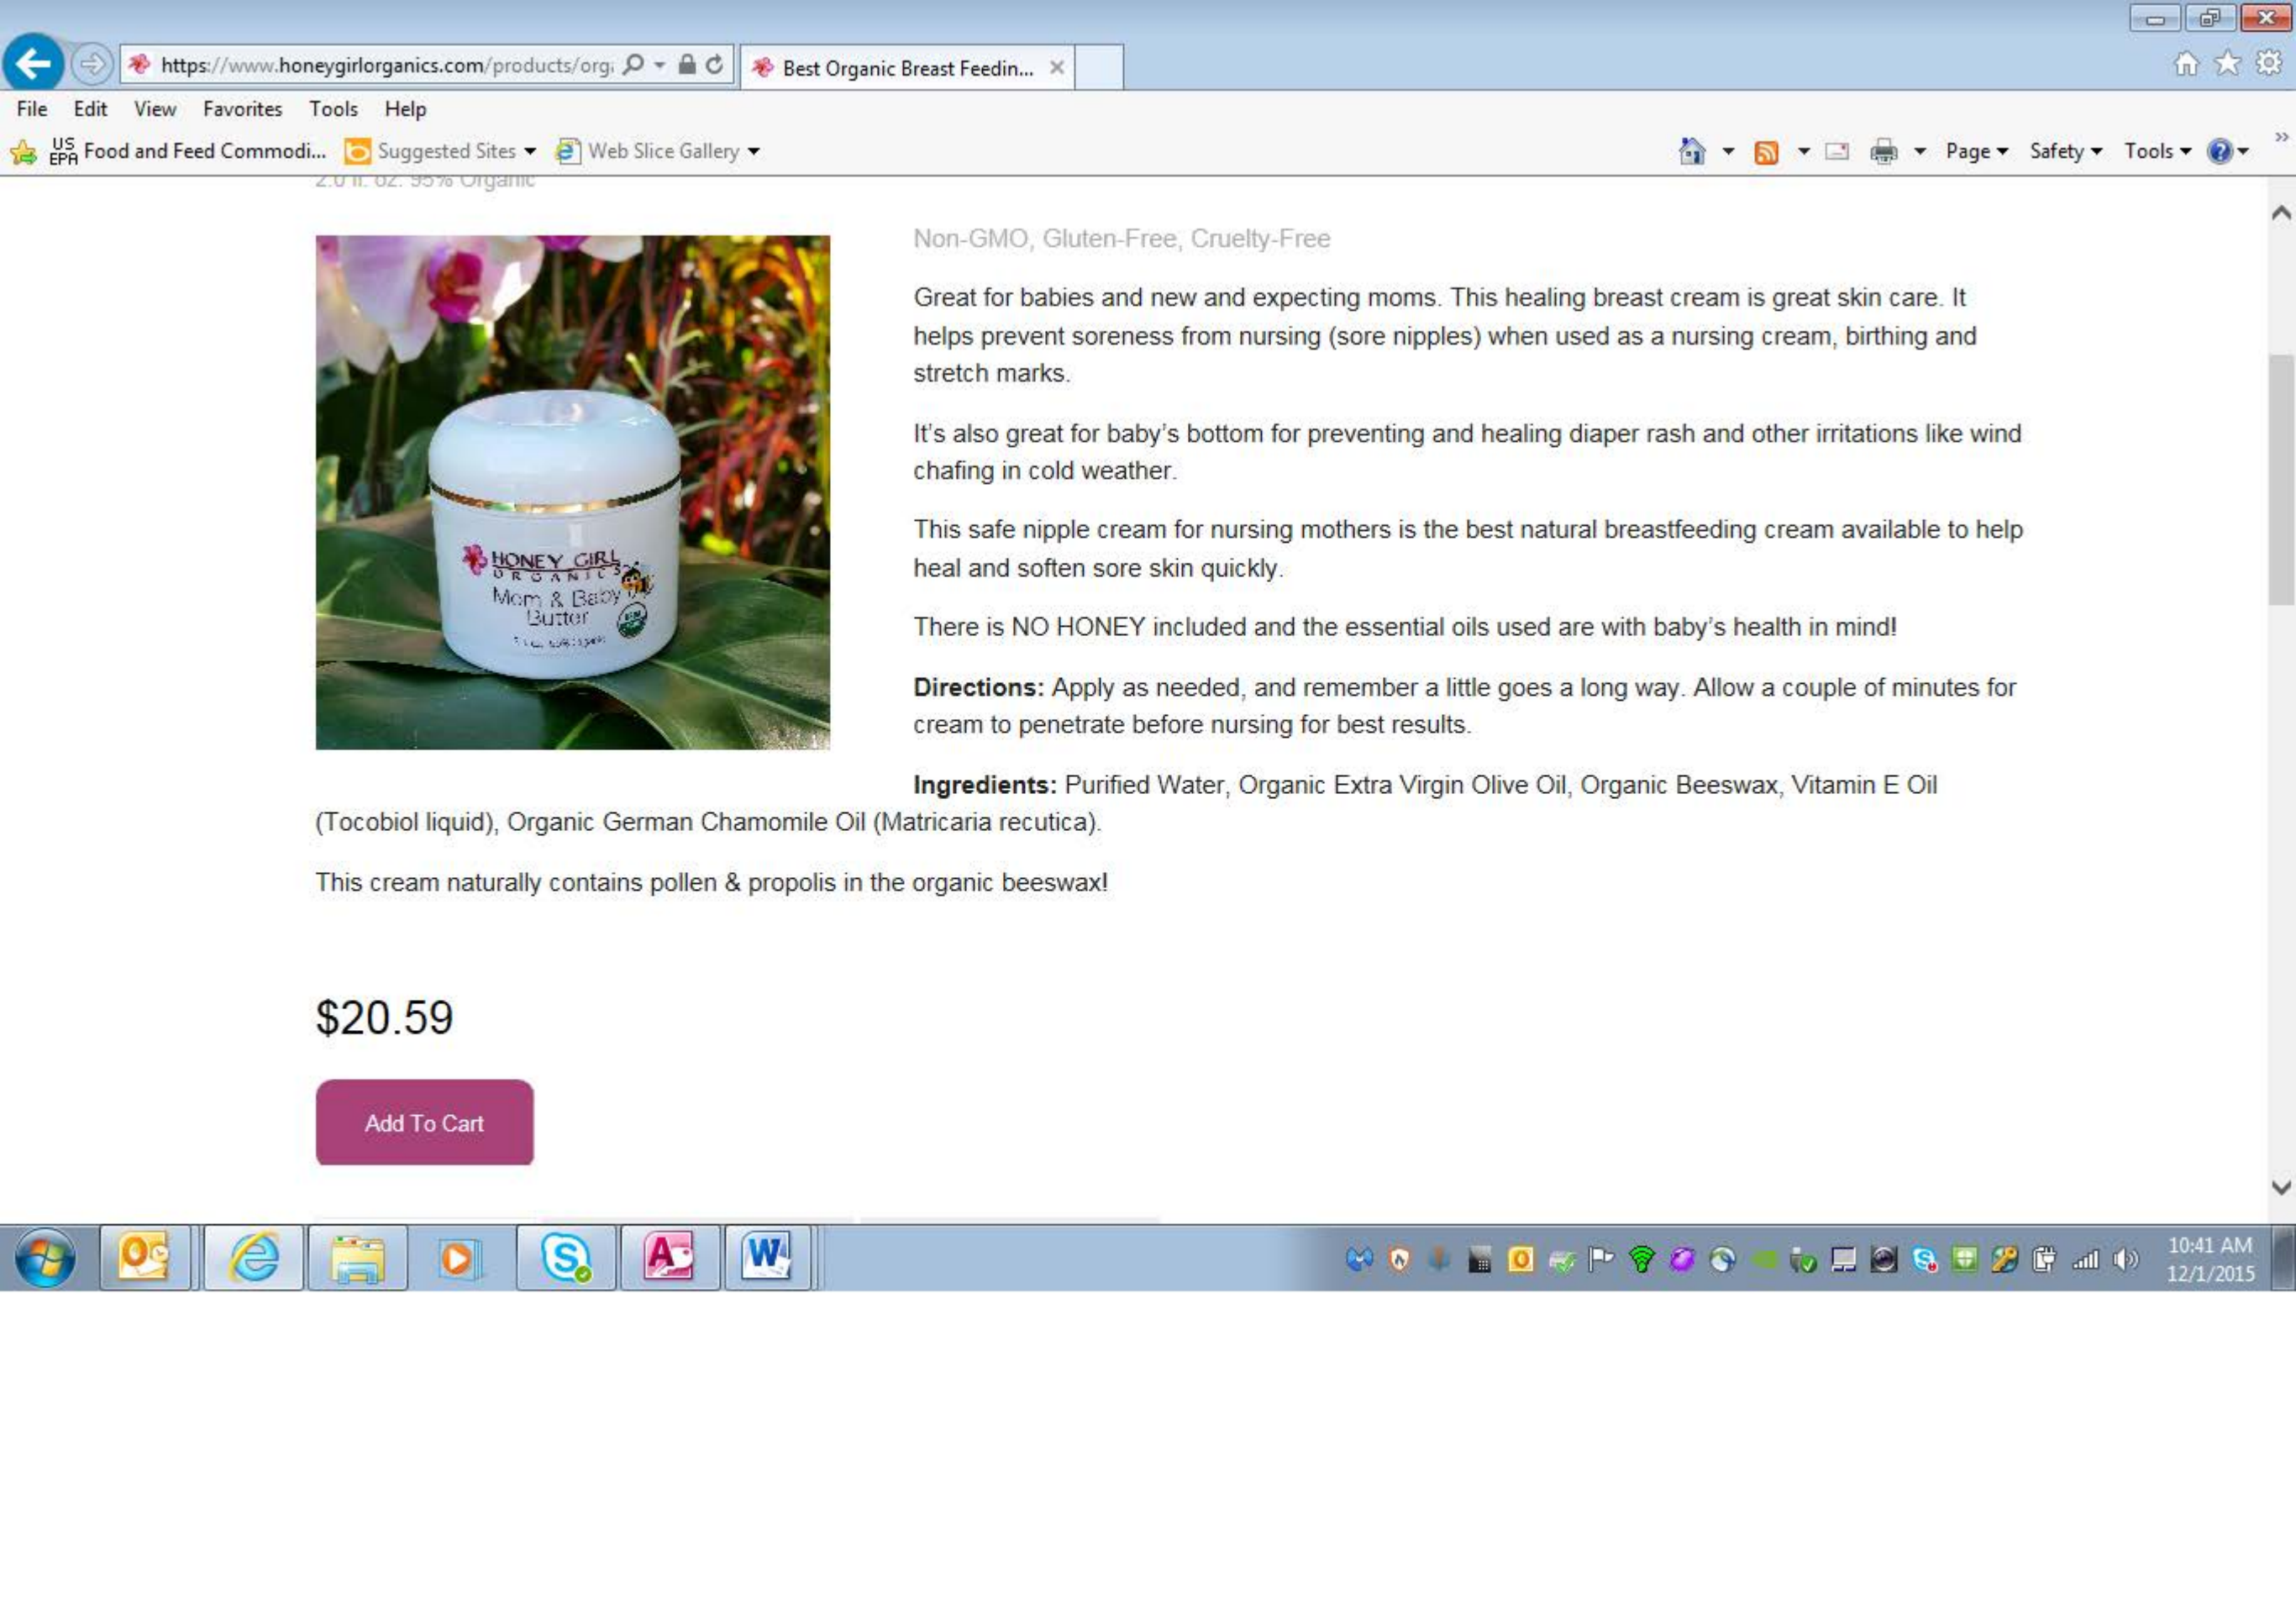 https://www.honeygirlorganics.com/products/orgi
Best Organic Breast Feedin...
File Edit View Favorites Tools Help
US EPA Food and Feed Commodi... Suggested Sites Web Slice Gallery
Page Safety Tools
2.0 fl. oz. 95% Organic
Non-GMO, Gluten-Free, Cruelty-Free
Great for babies and new and expecting moms. This healing breast cream is great skin care. It
helps prevent soreness from nursing (sore nipples) when used as a nursing cream, birthing and
stretch marks.
It's also great for baby's bottom for preventing and healing diaper rash and other irritations like wind
chafing in cold weather.
This safe nipple cream for nursing mothers is the best natural breastfeeding cream available to help
heal and soften sore skin quickly.
There is NO HONEY included and the essential oils used are with baby's health in mind!
Directions: Apply as needed, and remember a little goes a long way. Allow a couple of minutes for
cream to penetrate before nursing for best results.
HONEY GIRL
ORGANICS
Mom & Baby
Butter
Ingredients: Purified Water, Organic Extra Virgin Olive Oil, Organic Beeswax, Vitamin E Oil
(Tocobiol liquid), Organic German Chamomile Oil (Matricaria recutica).
This cream naturally contains pollen & propolis in the organic beeswax!
$20.59
Add To Cart
10:41 AM
12/1/2015